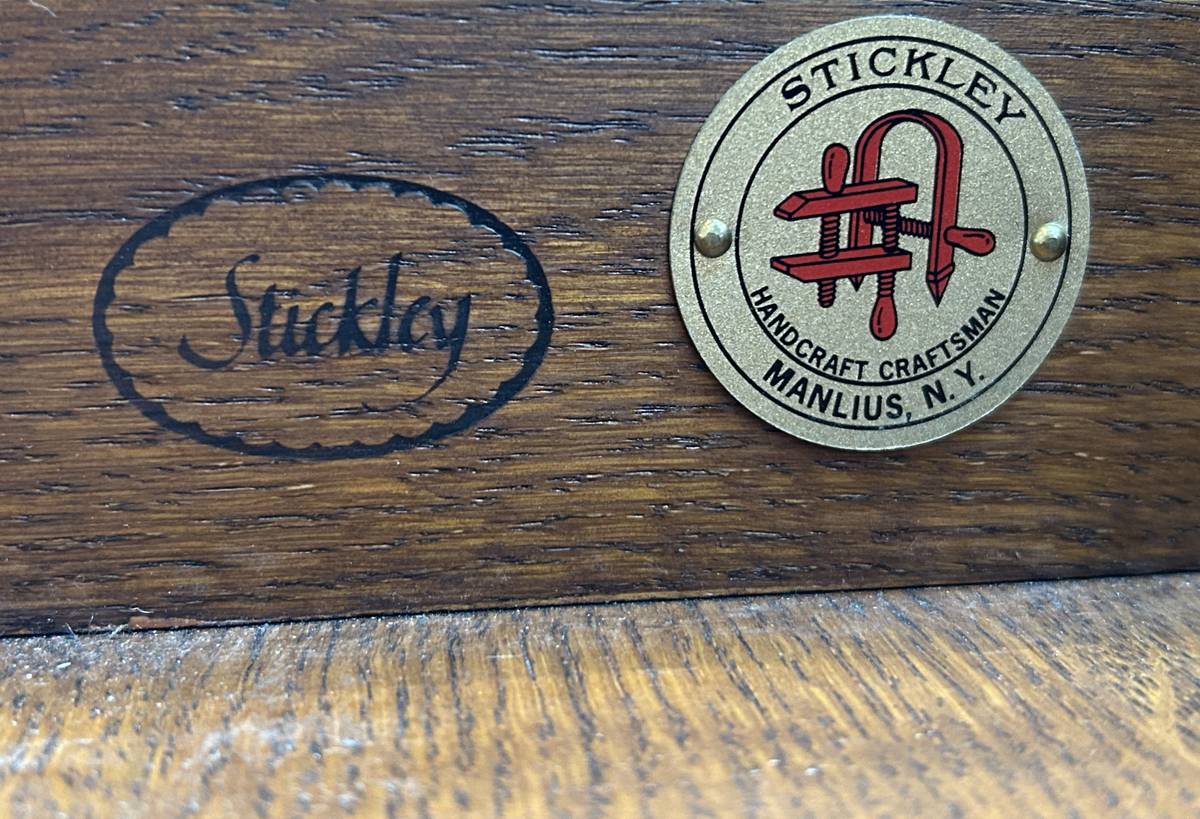 Stickley
STICKLEY
HANDCRAFT CRAFTSMAN
MANLIUS, N. Y.